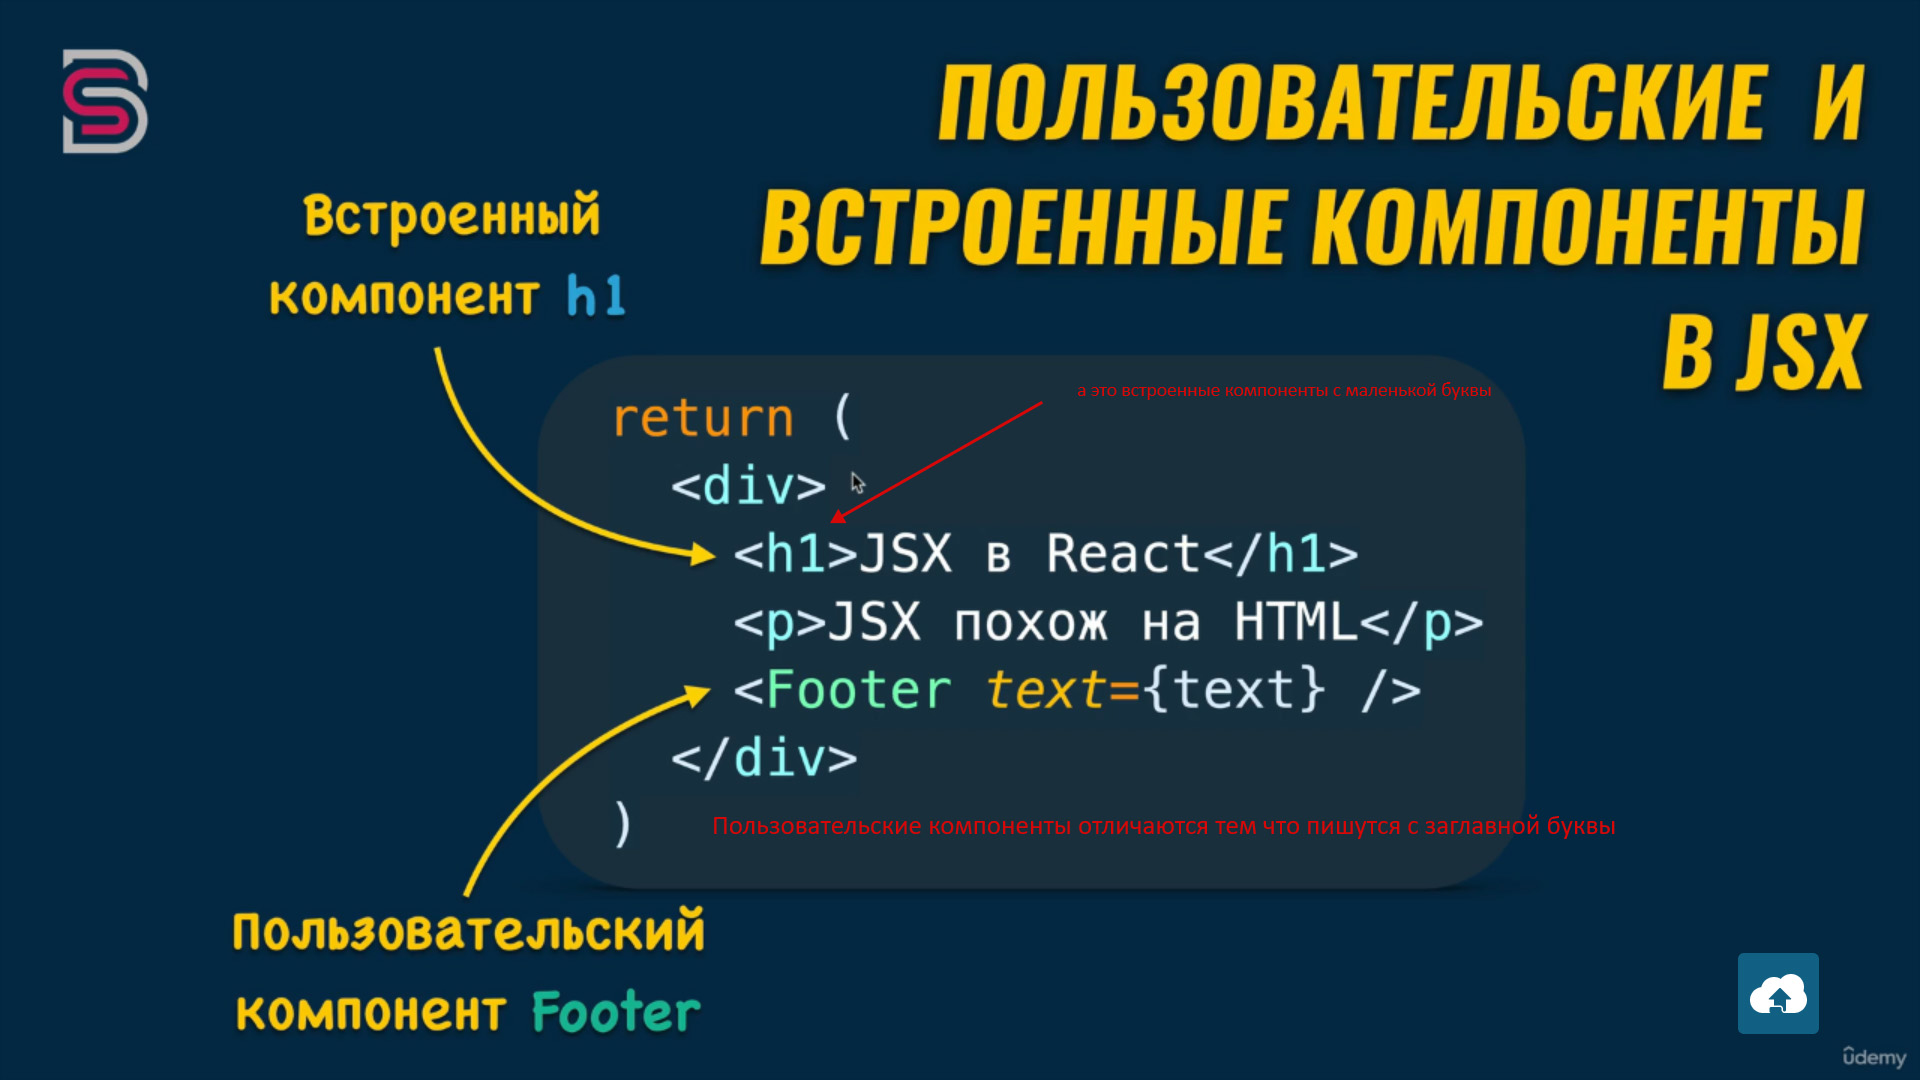 ПОЛЬЗОВАТЕЛЬСКИЕ И
ВСТРОЕННЫЕ КОМПОНЕНТЫ
В JSX
Встроенный
компонент h1
а это встроенные компоненты с маленькой буквы
return (
<div>
<h1>JSX в React</h1>
<p>JSX похож на HTML</p>
<Footer text={text} />
</div>
)
Пользовательские компоненты отличаются тем что пишутся с заглавной буквы
Пользовательский
компонент Footer
ûdemy